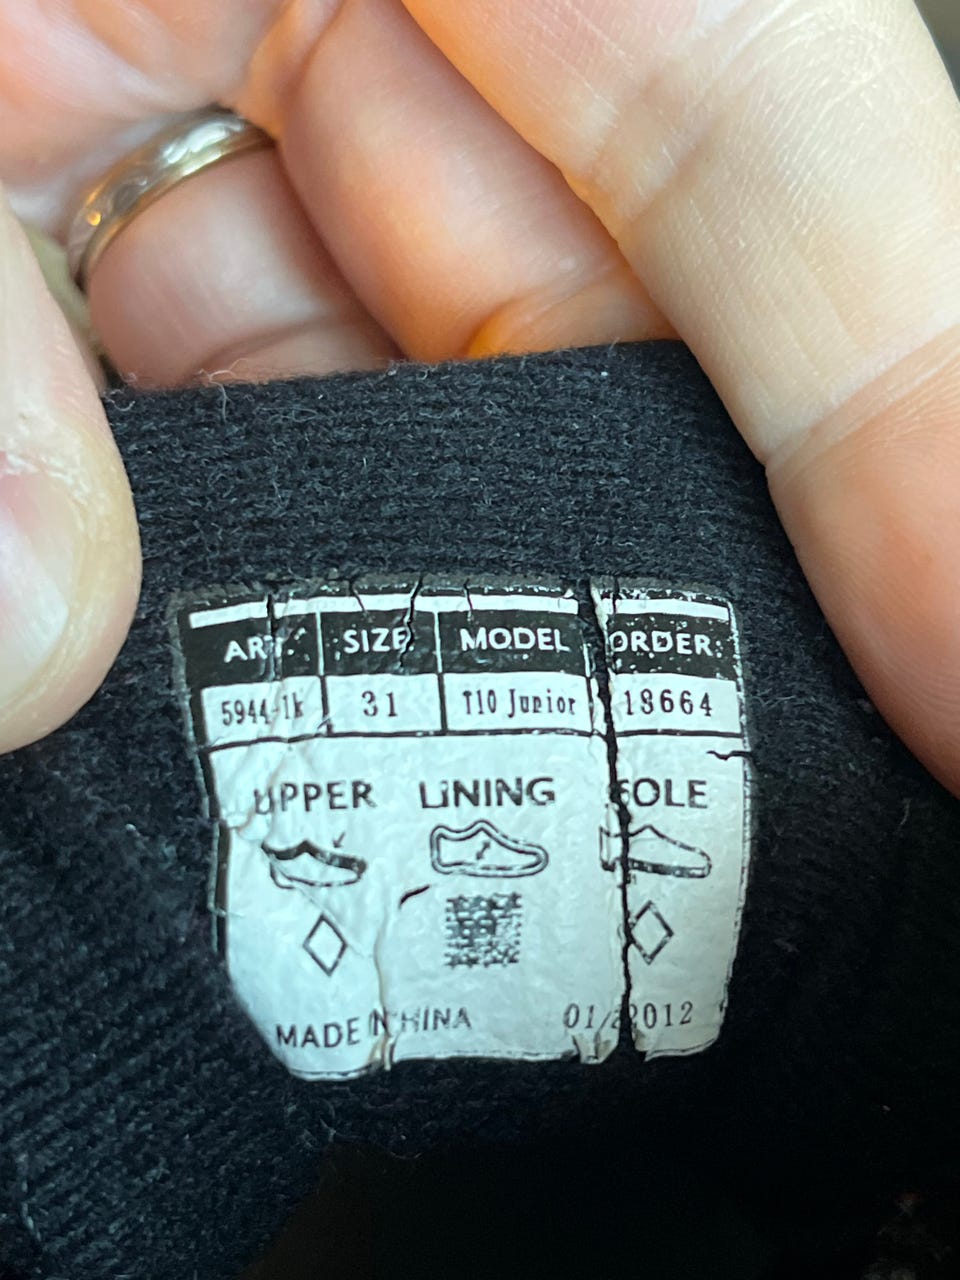 ART. SIZE MODEL ORDER:
5944-1k 31 T10 Junior 18664
UPPER LINING SOLE
MADE IN CHINA 01/2012